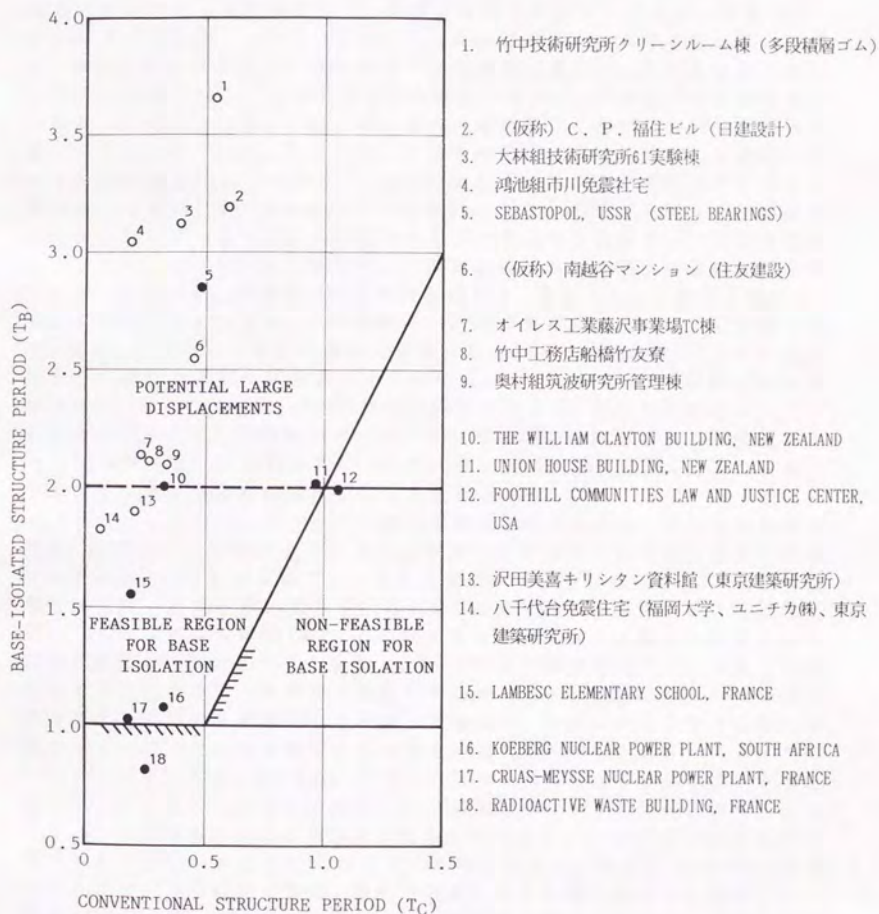 4.0
3.5
3.0
2.5
2.0
1.5
1.0
0.5
0
0.5
1.0
1.5
BASE-ISOLATED STRUCTURE PERIOD (TB)
CONVENTIONAL STRUCTURE PERIOD (TC)
1
2
3
4
5
6
POTENTIAL LARGE
DISPLACEMENTS
7
8
9
10
11
12
13
14
15
FEASIBLE REGION
FOR BASE
ISOLATION
NON-FEASIBLE
REGION FOR
BASE ISOLATION
16
17
18
1. 竹中技術研究所クリーンルーム棟（多段積層ゴム）
2. （仮称）C．P．福住ビル（日建設計）
3. 大林組技術研究所61実験棟
4. 鴻池組市川免震社宅
5. SEBASTOPOL, USSR (STEEL BEARINGS)
6. （仮称）南越谷マンション（住友建設）
7. オイレス工業藤沢事業場TC棟
8. 竹中工務店船橋竹友寮
9. 奥村組筑波研究所管理棟
10. THE WILLIAM CLAYTON BUILDING, NEW ZEALAND
11. UNION HOUSE BUILDING, NEW ZEALAND
12. FOOTHILL COMMUNITIES LAW AND JUSTICE CENTER,
USA
13. 沢田美喜キリシタン資料館（東京建築研究所）
14. 八千代台免震住宅（福岡大学、ユニチカ㈱、東京
建築研究所）
15. LAMBESC ELEMENTARY SCHOOL, FRANCE
16. KOEBERG NUCLEAR POWER PLANT, SOUTH AFRICA
17. CRUAS-MEYSSE NUCLEAR POWER PLANT, FRANCE
18. RADIOACTIVE WASTE BUILDING, FRANCE